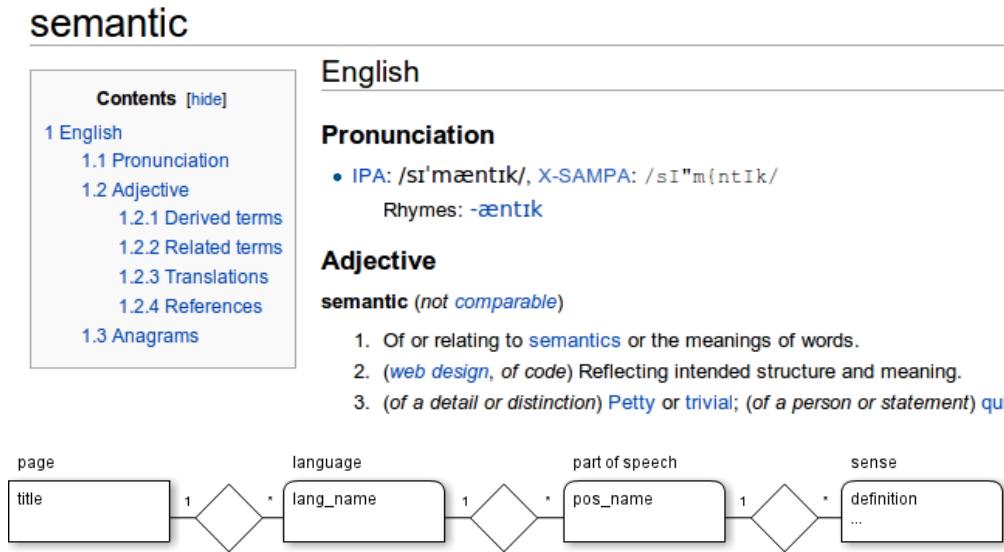 semantic
Contents [hide]
1 English
1.1 Pronunciation
1.2 Adjective
1.2.1 Derived terms
1.2.2 Related terms
1.2.3 Translations
1.2.4 References
1.3 Anagrams
English
Pronunciation
• IPA: /sɪˈmæntɪk/, X-SAMPA: /sI"m{ntIk/
Rhymes: -æntɪk
Adjective
semantic (not comparable)
1. Of or relating to semantics or the meanings of words.
2. (web design, of code) Reflecting intended structure and meaning.
3. (of a detail or distinction) Petty or trivial; (of a person or statement)
page
title
1 *
language
lang_name
1 *
part of speech
pos_name
1 *
sense
definition
...